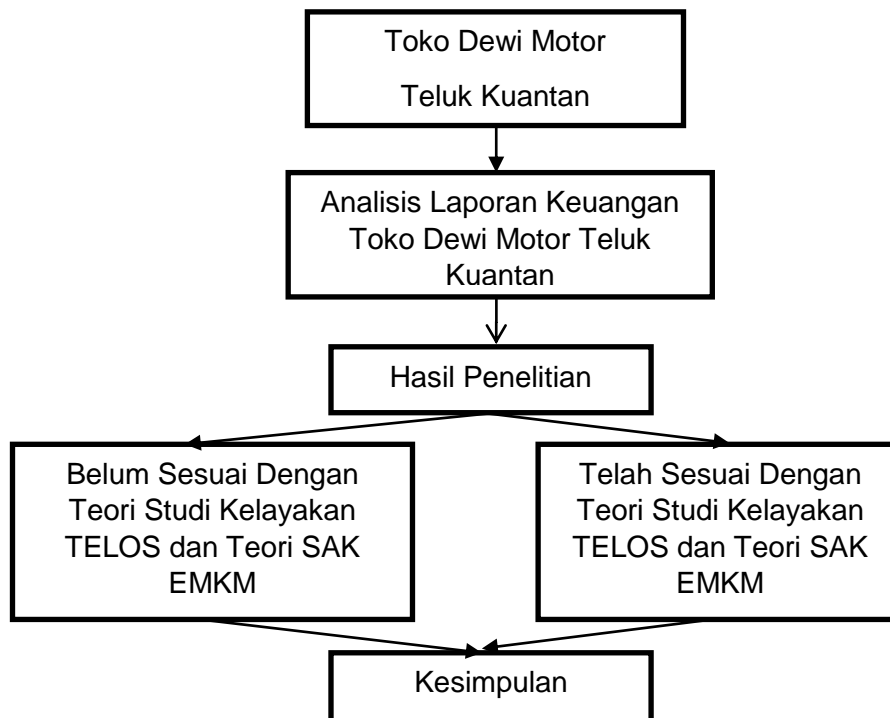 Toko Dewi Motor
Teluk Kuantan
Analisis Laporan Keuangan
Toko Dewi Motor Teluk
Kuantan
Hasil Penelitian
Belum Sesuai Dengan
Teori Studi Kelayakan
TELOS dan Teori SAK
EMKM
Telah Sesuai Dengan
Teori Studi Kelayakan
TELOS dan Teori SAK
EMKM
Kesimpulan